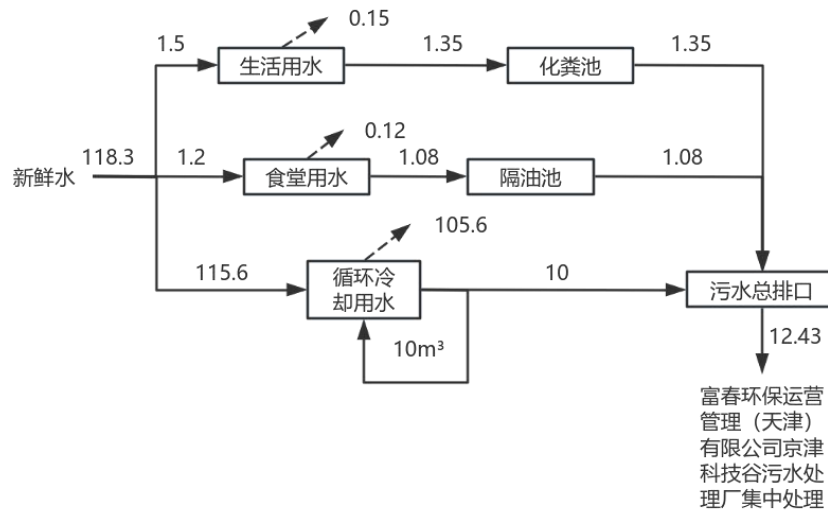 0.15
1.5
生活用水
1.35
化粪池
1.35
0.12
新鲜水
118.3
1.2
食堂用水
1.08
隔油池
1.08
105.6
115.6
循环冷
却用水
10
污水总排口
10m³
12.43
富春环保运营
管理（天津）
有限公司京津
科技谷污水处
理厂集中处理